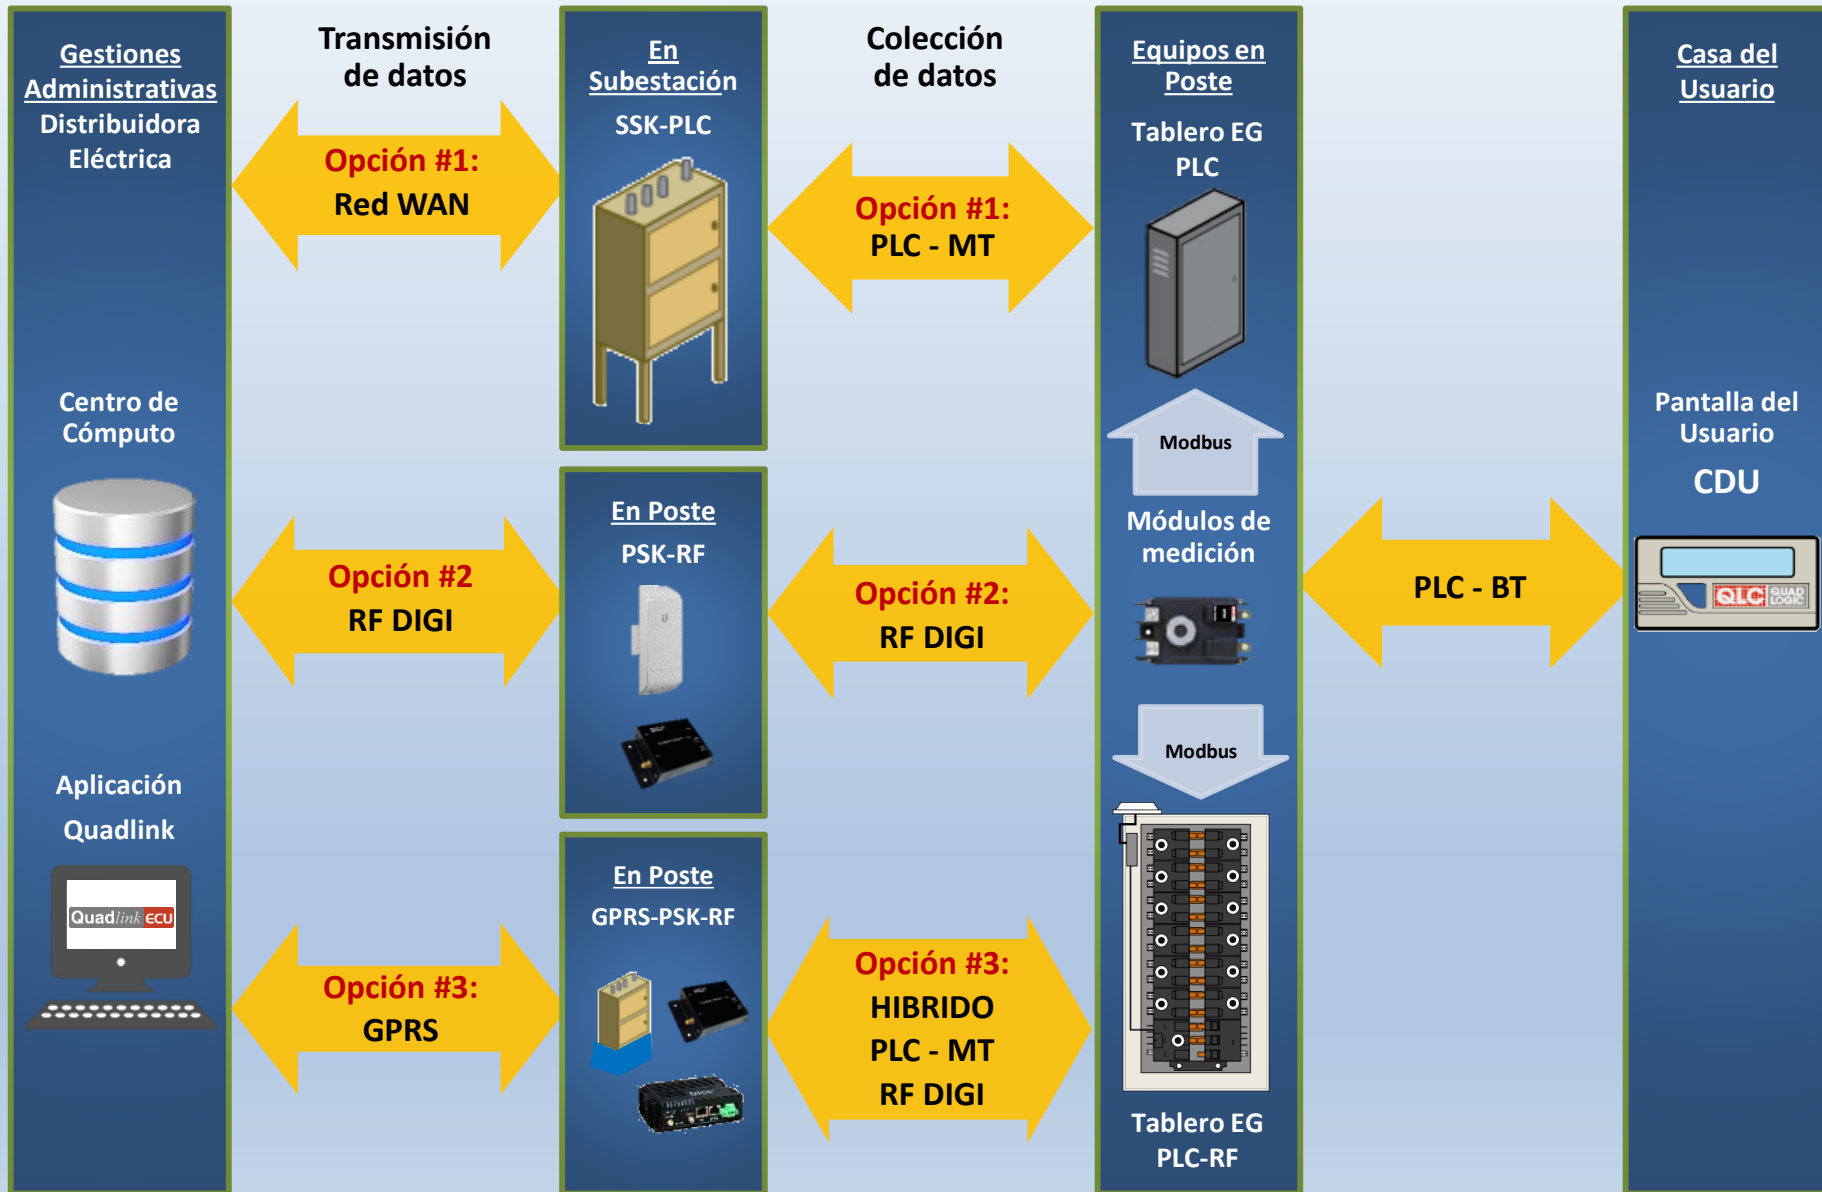 Gestiones
Administrativas
Distribuidora
Eléctrica
Centro de
Cómputo
Aplicación
Quadlink
Quadlink ECU
Transmisión
de datos
Opción #1:
Red WAN
Opción #2
RF DIGI
Opción #3:
GPRS
En
Subestación
SSK-PLC
En Poste
PSK-RF
En Poste
GPRS-PSK-RF
Colección
de datos
Opción #1:
PLC - MT
Opción #2:
RF DIGI
Opción #3:
HIBRIDO
PLC - MT
RF DIGI
Equipos en
Poste
Tablero EG
PLC
Modbus
Módulos de
medición
Modbus
Tablero EG
PLC-RF
PLC - BT
Casa del
Usuario
Pantalla del
Usuario
CDU
QLC QUAD
LOGIC